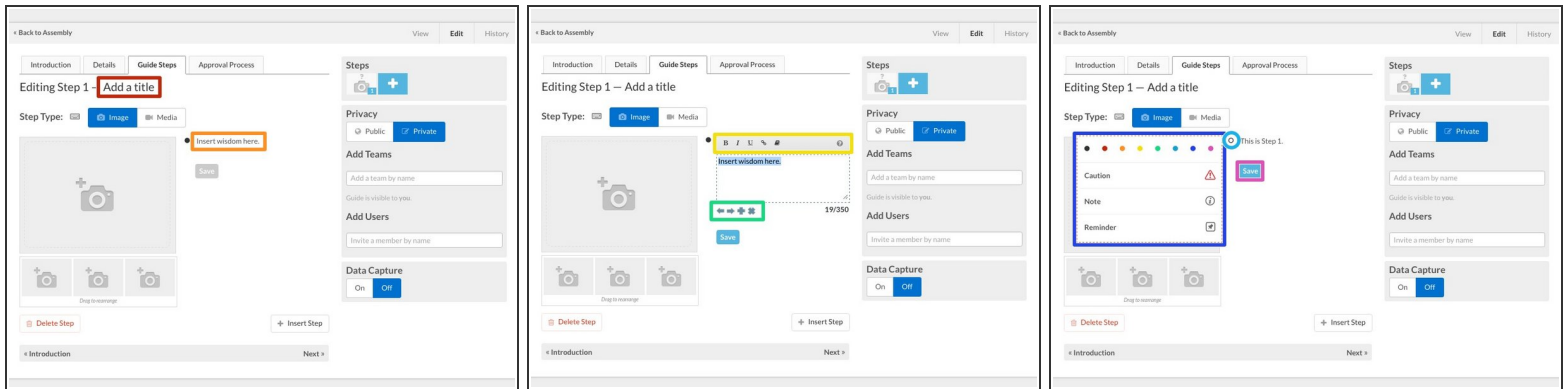 « Back to Assembly
View Edit History
Introduction Details Guide Steps Approval Process
Editing Step 1 – Add a title
Step Type: Image Media
Insert wisdom here.
Save
Drag to rearrange
Delete Step + Insert Step
« Introduction Next »
Steps
1
Privacy
Public Private
Add Teams
Add a team by name
Guide is visible to you.
Add Users
Invite a member by name
Data Capture
On Off
« Back to Assembly
View Edit History
Introduction Details Guide Steps Approval Process
Editing Step 1 — Add a title
Step Type: Image Media
B I U
Insert wisdom here.
19/350
Save
Drag to rearrange
Delete Step + Insert Step
« Introduction Next »
Steps
1
Privacy
Public Private
Add Teams
Add a team by name
Guide is visible to you.
Add Users
Invite a member by name
Data Capture
On Off
« Back to Assembly
View Edit History
Introduction Details Guide Steps Approval Process
Editing Step 1 — Add a title
Step Type: Image Media
Caution
Note
Reminder
This is Step 1.
Save
Drag to rearrange
Delete Step + Insert Step
« Introduction Next »
Steps
1
Privacy
Public Private
Add Teams
Add a team by name
Guide is visible to you.
Add Users
Invite a member by name
Data Capture
On Off